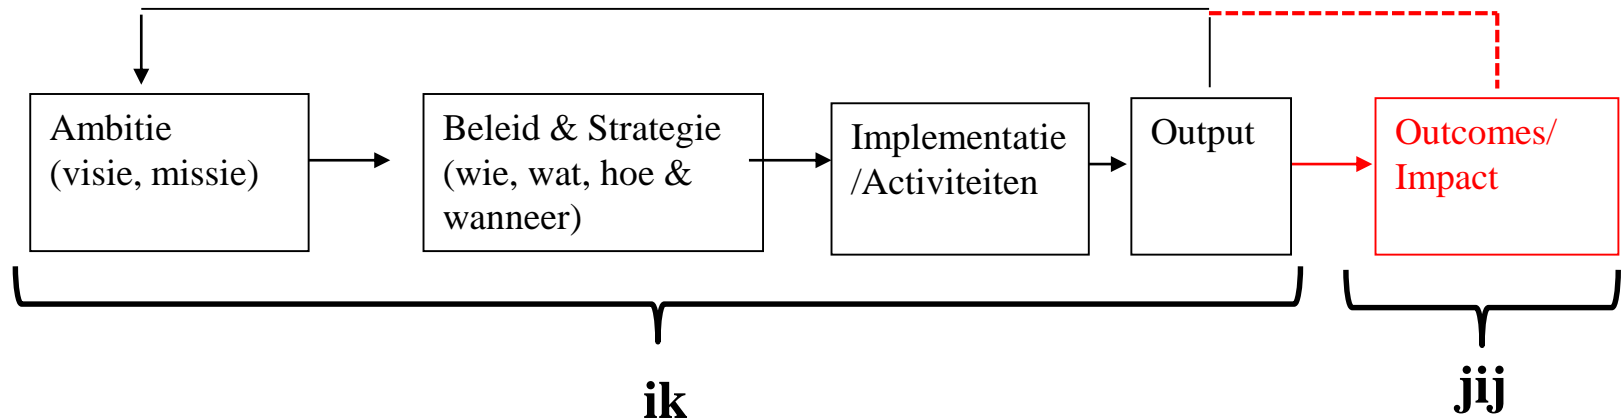 Ambitie
(visie, missie)
Beleid & Strategie
(wie, wat, hoe &
wanneer)
Implementatie
/Activiteiten
Output
Outcomes/
Impact
ik
jij